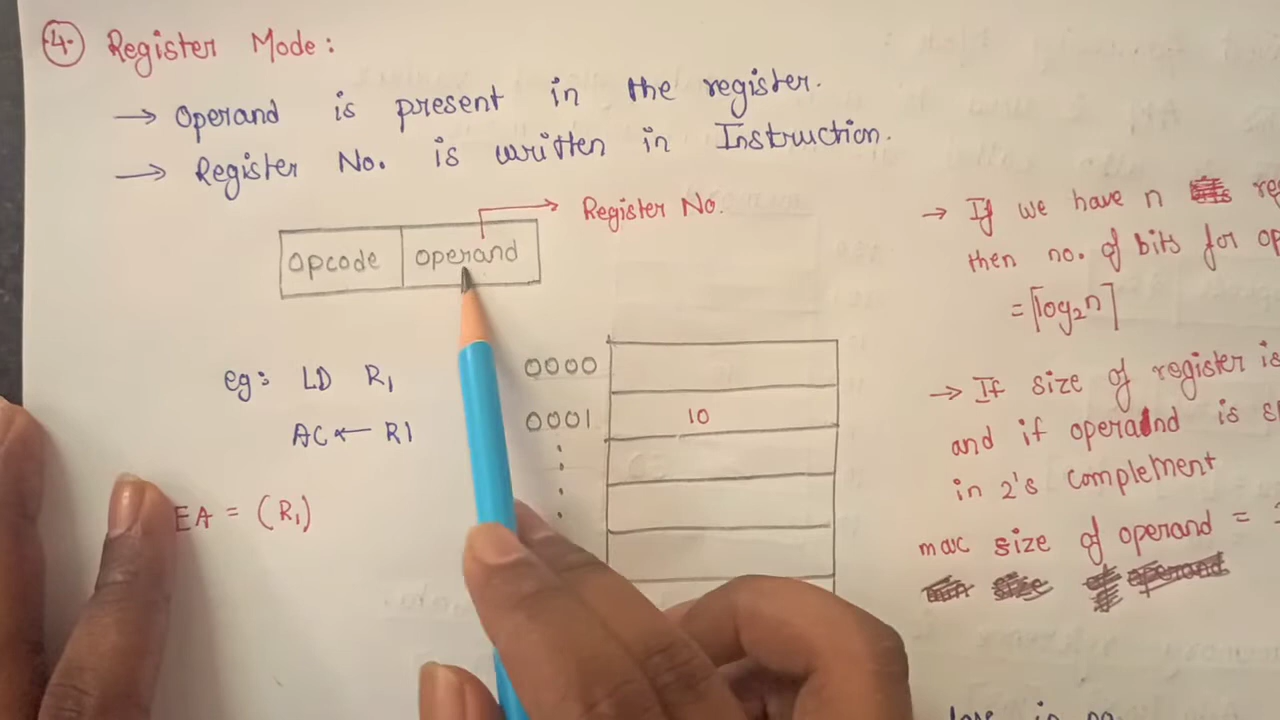 4. Register Mode:
→ Operand is present in the register.
→ Register No. is written in Instruction.
→ Register No.
opcode operand
eg: LD R1
AC ← R1
EA = (R1)
0000
0001 10
→ If we have n
then no. of bits for
= ⌈log2n⌉
→ If size of register is
and if operand is
in 2's complement
max size of operand =